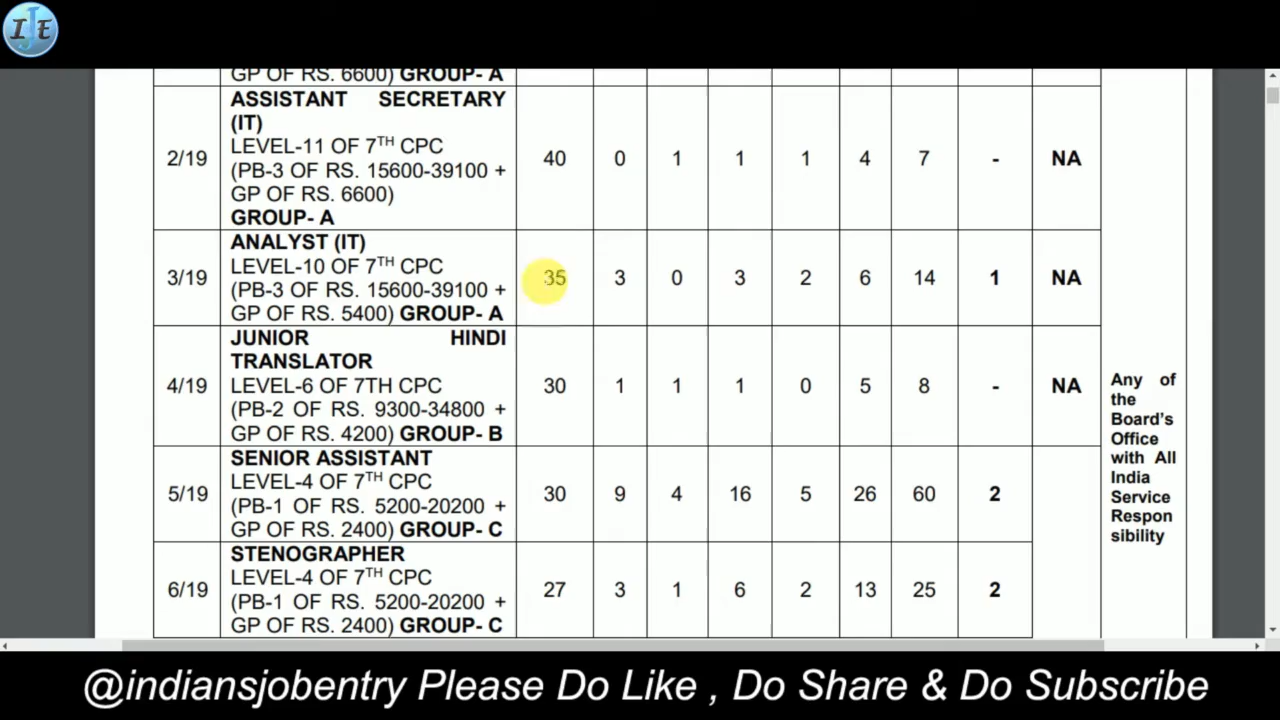 IJE
GP OF RS. 6600) GROUP- A
2/19
ASSISTANT SECRETARY
(IT)
LEVEL-11 OF 7TH CPC
(PB-3 OF RS. 15600-39100 +
GP OF RS. 6600)
GROUP- A
40 0 1 1 1 4 7 - NA
3/19
ANALYST (IT)
LEVEL-10 OF 7TH CPC
(PB-3 OF RS. 15600-39100 +
GP OF RS. 5400) GROUP- A
35 3 0 3 2 6 14 1 NA
4/19
JUNIOR HINDI
TRANSLATOR
LEVEL-6 OF 7TH CPC
(PB-2 OF RS. 9300-34800 +
GP OF RS. 4200) GROUP- B
30 1 1 1 0 5 8 - NA
5/19
SENIOR ASSISTANT
LEVEL-4 OF 7TH CPC
(PB-1 OF RS. 5200-20200 +
GP OF RS. 2400) GROUP- C
30 9 4 16 5 26 60 2
6/19
STENOGRAPHER
LEVEL-4 OF 7TH CPC
(PB-1 OF RS. 5200-20200 +
GP OF RS. 2400) GROUP- C
27 3 1 6 2 13 25 2
Any of
the
Board's
Office
with All
India
Service
Respon
sibility
@indiansjobentry Please Do Like , Do Share & Do Subscribe